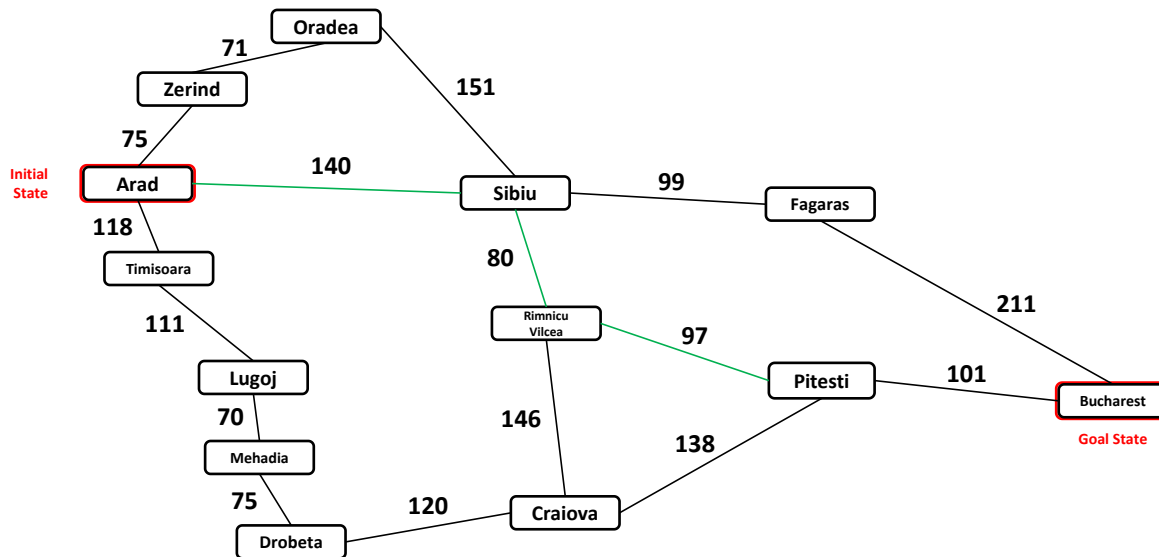 Oradea
71
Zerind
151
75
Initial
State
Arad
140
Sibiu
99
Fagaras
118
Timisoara
80
111
Rimnicu
Vilcea
97
211
Lugoj
Pitesti
101
Bucharest
70
146
138
Goal State
Mehadia
75
120
Craiova
Drobeta